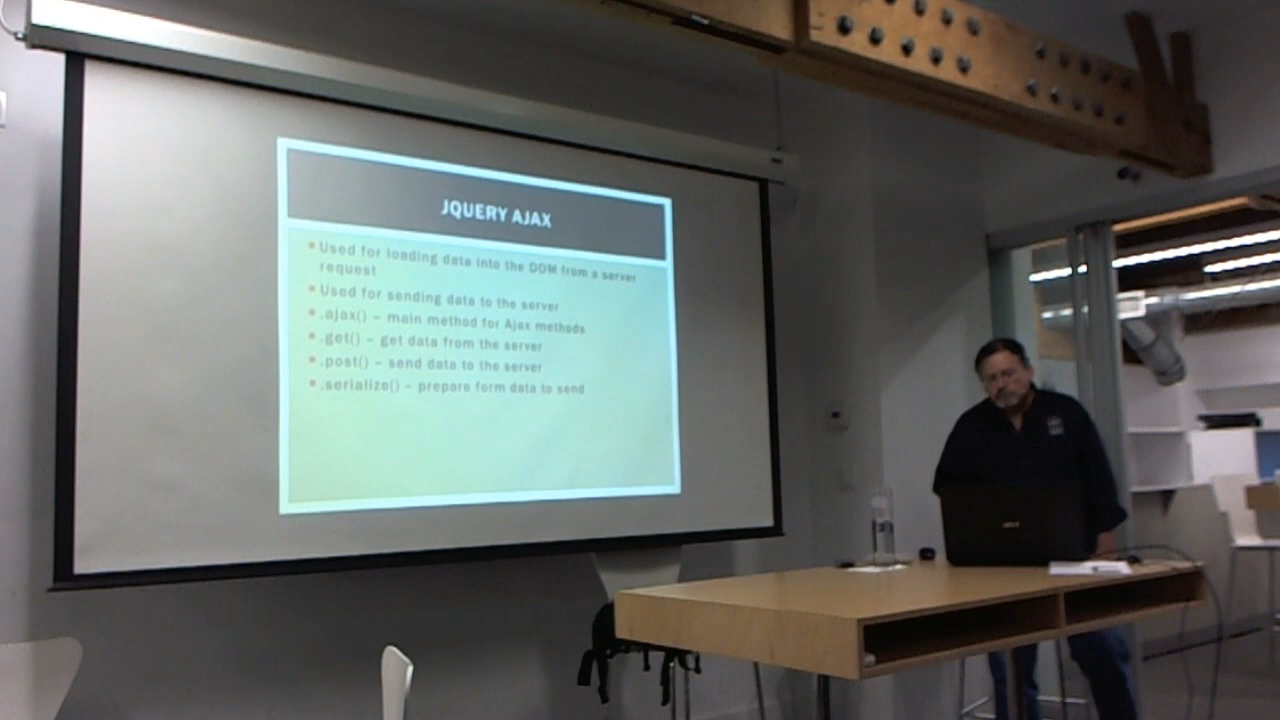 JQUERY AJAX
Used for loading data into the DOM from a server
request
Used for sending data to the server
.ajax() – main method for Ajax methods
.get() – get data from the server
.post() – send data to the server
.serialize() – prepare form data to send